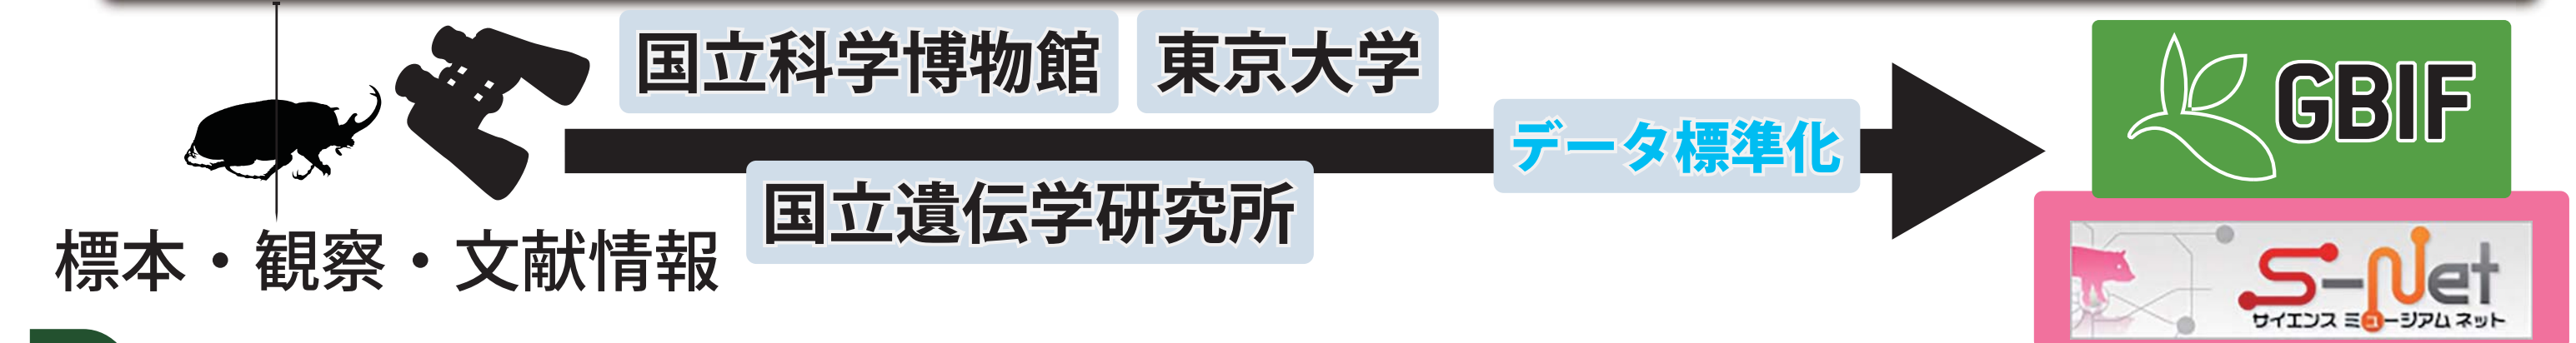 国立科学博物館 東京大学
データ標準化
国立遺伝学研究所
標本・観察・文献情報
GBIF
S-Net
サイエンス ミュージアム ネット